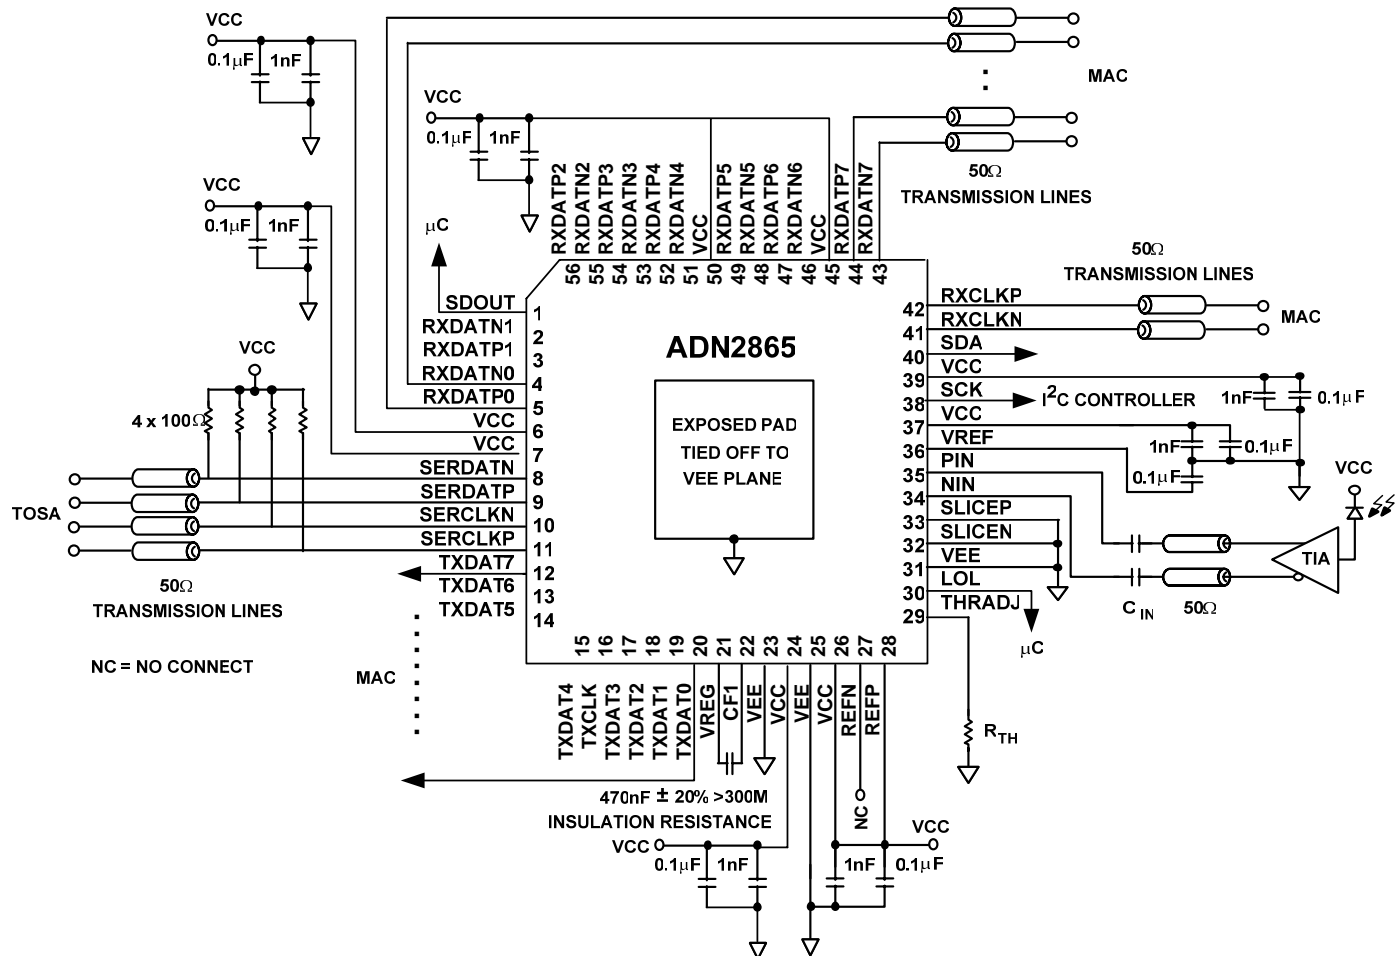 VCC
0.1µF 1nF
MAC
VCC
0.1µF 1nF
50Ω
TRANSMISSION LINES
VCC
0.1µF 1nF
µC
RXDATP2
RXDATN2
RXDATP3
RXDATN3
RXDATP4
RXDATN4
VCC
RXDATP5
RXDATN5
RXDATP6
RXDATN6
VCC
RXDATP7
RXDATN7
56
55
54
53
52
51
50
49
48
47
46
45
44
43
50Ω
TRANSMISSION LINES
MAC
SDOUT 1
RXDATN1 2
RXDATP1 3
RXDATN0 4
RXDATP0 5
VCC 6
VCC 7
SERDATN 8
SERDATP 9
SERCLKN 10
SERCLKP 11
TXDAT7 12
TXDAT6 13
TXDAT5 14
ADN2865
EXPOSED PAD
TIED OFF TO
VEE PLANE
42 RXCLKP
41 RXCLKN
40 SDA
39 VCC
38 SCK
37 VCC
36 VREF
35 PIN
34 NIN
33 SLICEP
32 SLICEN
31 VEE
30 LOL
29 THRADJ
I²C CONTROLLER
1nF 0.1µF
1nF 0.1µF
0.1µF
VCC
TIA
C IN
50Ω
µC
RTH
VCC
4 x 100Ω
TOSA
50Ω
TRANSMISSION LINES
NC = NO CONNECT
MAC
15
16
17
18
19
20
21
22
23
24
25
26
27
28
TXDAT4
TXCLK
TXDAT3
TXDAT2
TXDAT1
TXDAT0
VREG
CF1
VEE
VCC
VEE
VCC
REFN
REFP
470nF ± 20% >300M
INSULATION RESISTANCE
NC
VCC
0.1µF 1nF
VCC
1nF 0.1µF